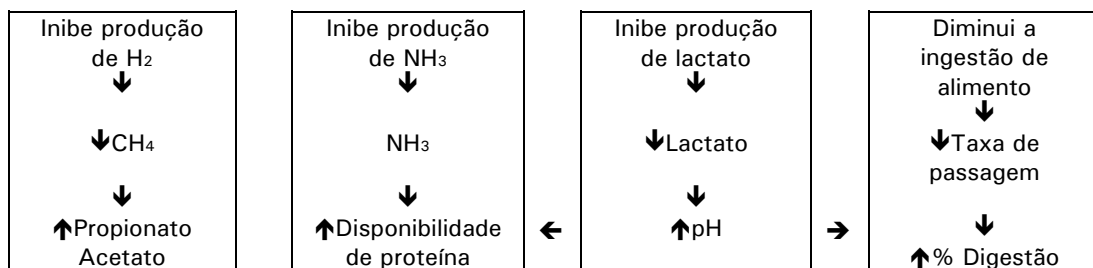 Inibe produção
de H₂
🡻
🡻CH₄
🡻
🡹Propionato
Acetato
Inibe produção
de NH₃
🡻
NH₃
🡻
🡹Disponibilidade
de proteína
🡸
Inibe produção
de lactato
🡻
🡻Lactato
🡻
🡹pH
🡺
Diminui a
ingestão de
alimento
🡻
🡻Taxa de
passagem
🡻
🡹% Digestão